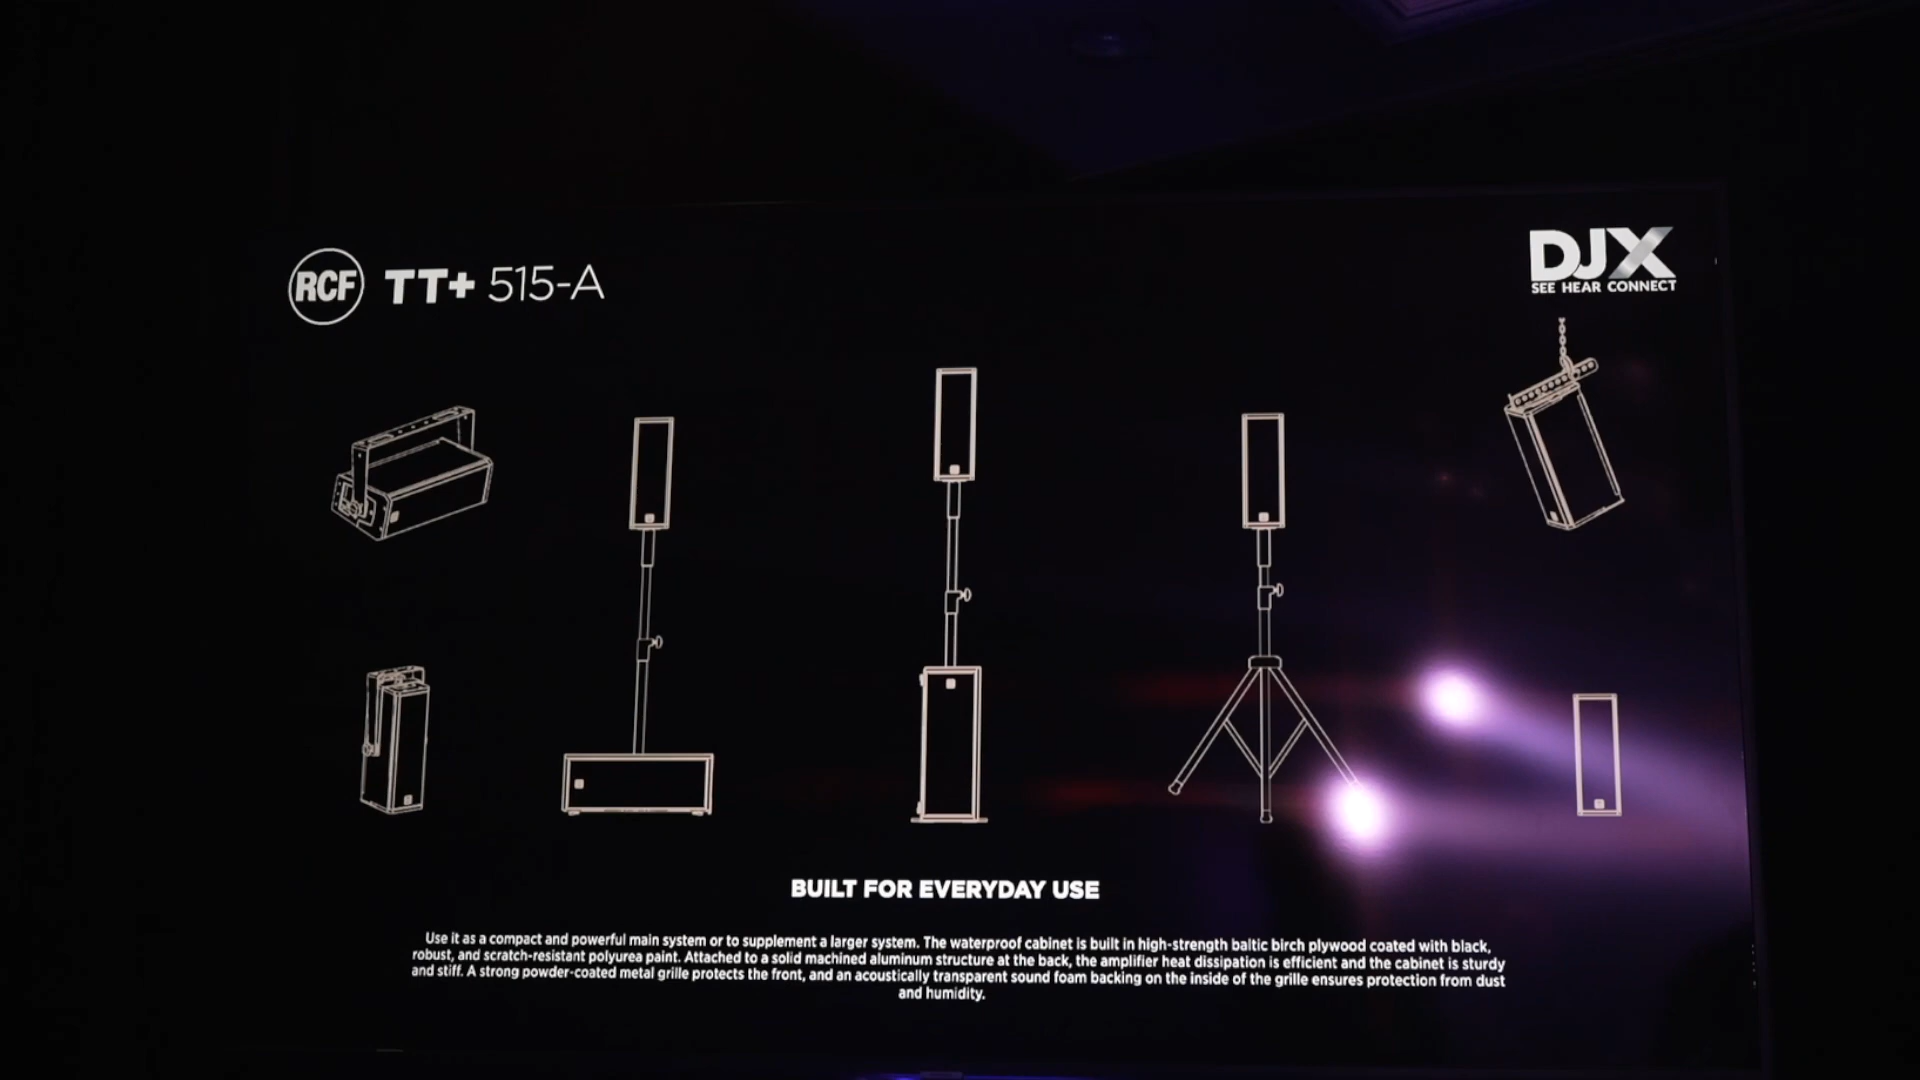 RCF TT+ 515-A
DJX
SEE HEAR CONNECT
BUILT FOR EVERYDAY USE
Use it as a compact and powerful main system or to supplement a larger system. The waterproof cabinet is built in high-strength baltic birch plywood coated with black,
robust, and scratch-resistant polyurea paint. Attached to a solid machined aluminum structure at the back, the amplifier heat dissipation is efficient and the cabinet is sturdy
and stiff. A strong powder-coated metal grille protects the front, and an acoustically transparent sound foam backing on the inside of the grille ensures protection from dust
and humidity.